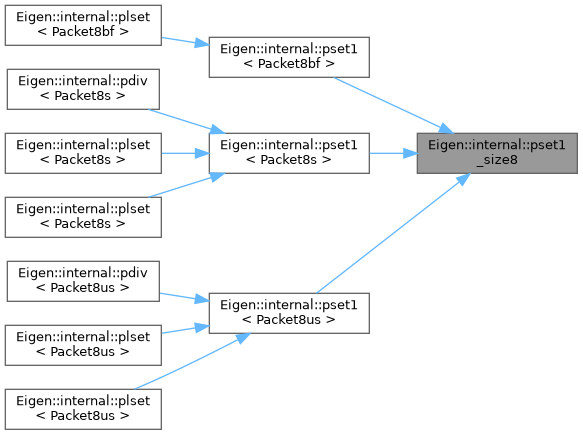 Eigen::internal::plset
< Packet8bf >
Eigen::internal::pset1
< Packet8bf >
Eigen::internal::pdiv
< Packet8s >
Eigen::internal::plset
< Packet8s >
Eigen::internal::pset1
< Packet8s >
Eigen::internal::pset1
_size8
Eigen::internal::plset
< Packet8s >
Eigen::internal::pdiv
< Packet8us >
Eigen::internal::pset1
< Packet8us >
Eigen::internal::plset
< Packet8us >
Eigen::internal::plset
< Packet8us >